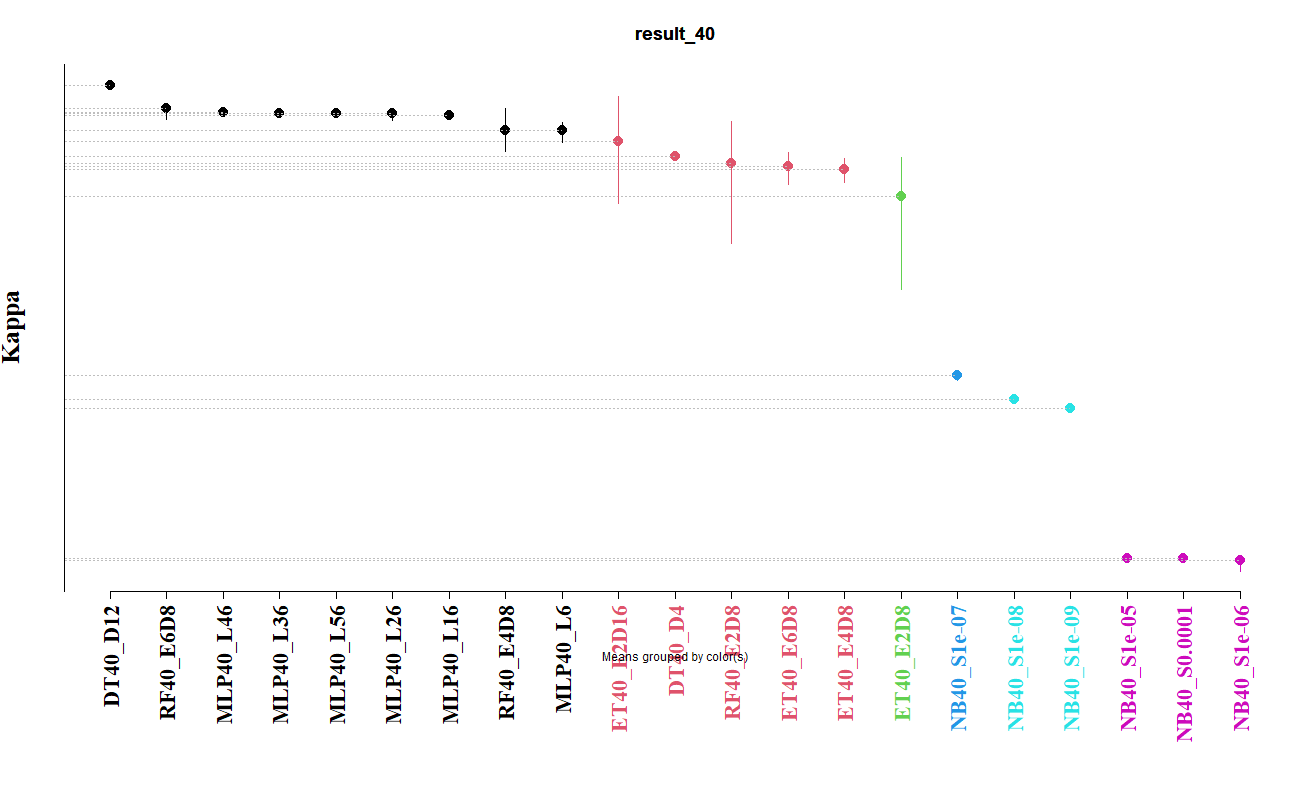 result_40
Kappa
DT40_D12
RF40_E6D8
MLP40_L46
MLP40_L36
MLP40_L56
MLP40_L26
MLP40_L16
RF40_E4D8
MLP40_L6
ET40_E2D16
DT40_D4
RF40_E2D8
ET40_E6D8
ET40_E4D8
ET40_E2D8
NB40_S1e-07
NB40_S1e-08
NB40_S1e-09
NB40_S1e-05
NB40_S0.0001
NB40_S1e-06
Means grouped by color(s)